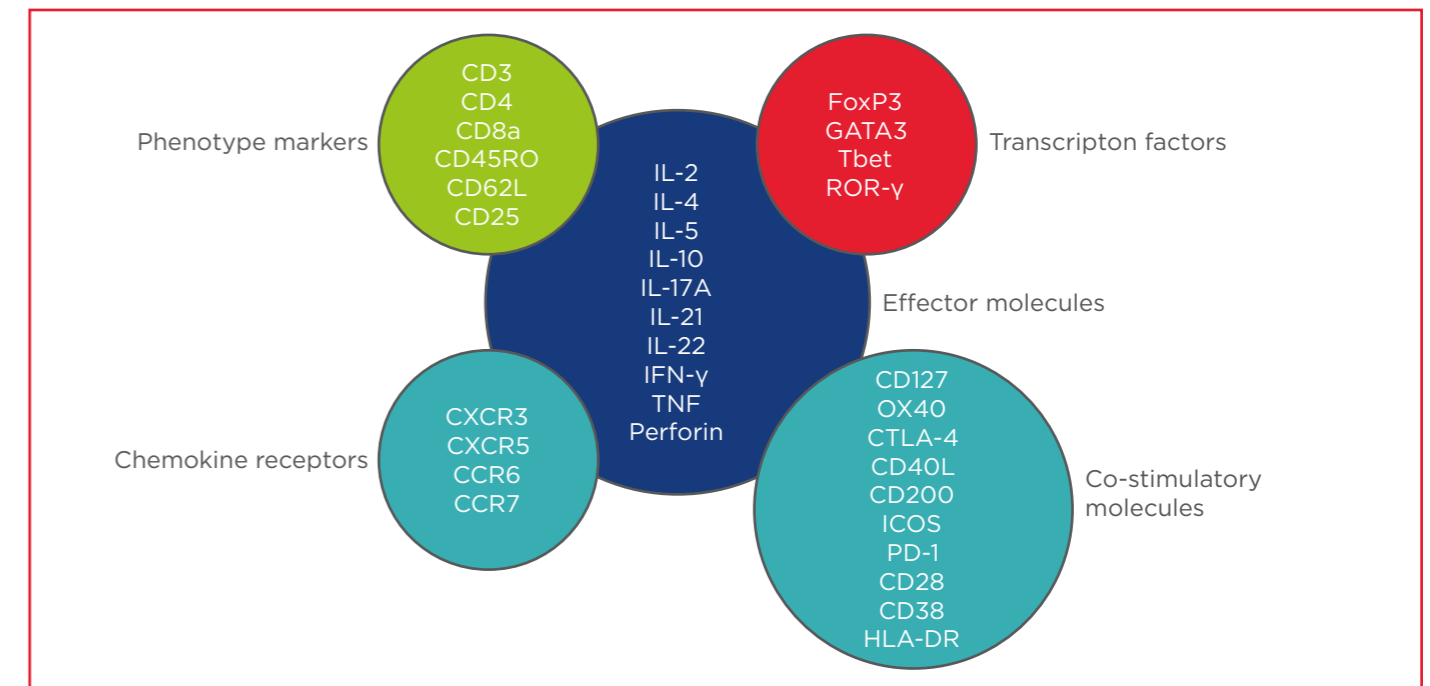 Phenotype markers
CD3
CD4
CD8a
CD45RO
CD62L
CD25
FoxP3
GATA3
Tbet
ROR-γ
Transcripton factors
IL-2
IL-4
IL-5
IL-10
IL-17A
IL-21
IL-22
IFN-γ
TNF
Perforin
Effector molecules
Chemokine receptors
CXCR3
CXCR5
CCR6
CCR7
CD127
OX40
CTLA-4
CD40L
CD200
ICOS
PD-1
CD28
CD38
HLA-DR
Co-stimulatory
molecules